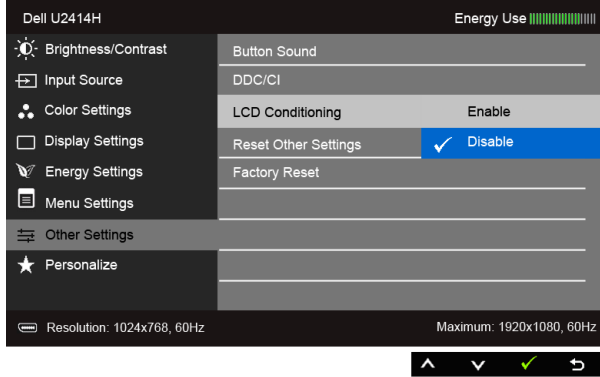 Dell U2414H
Energy Use
Brightness/Contrast
Button Sound
Input Source
DDC/CI
Color Settings
LCD Conditioning
Enable
Display Settings
Reset Other Settings
Disable
Energy Settings
Factory Reset
Menu Settings
Other Settings
Personalize
Resolution: 1024x768, 60Hz
Maximum: 1920x1080, 60Hz